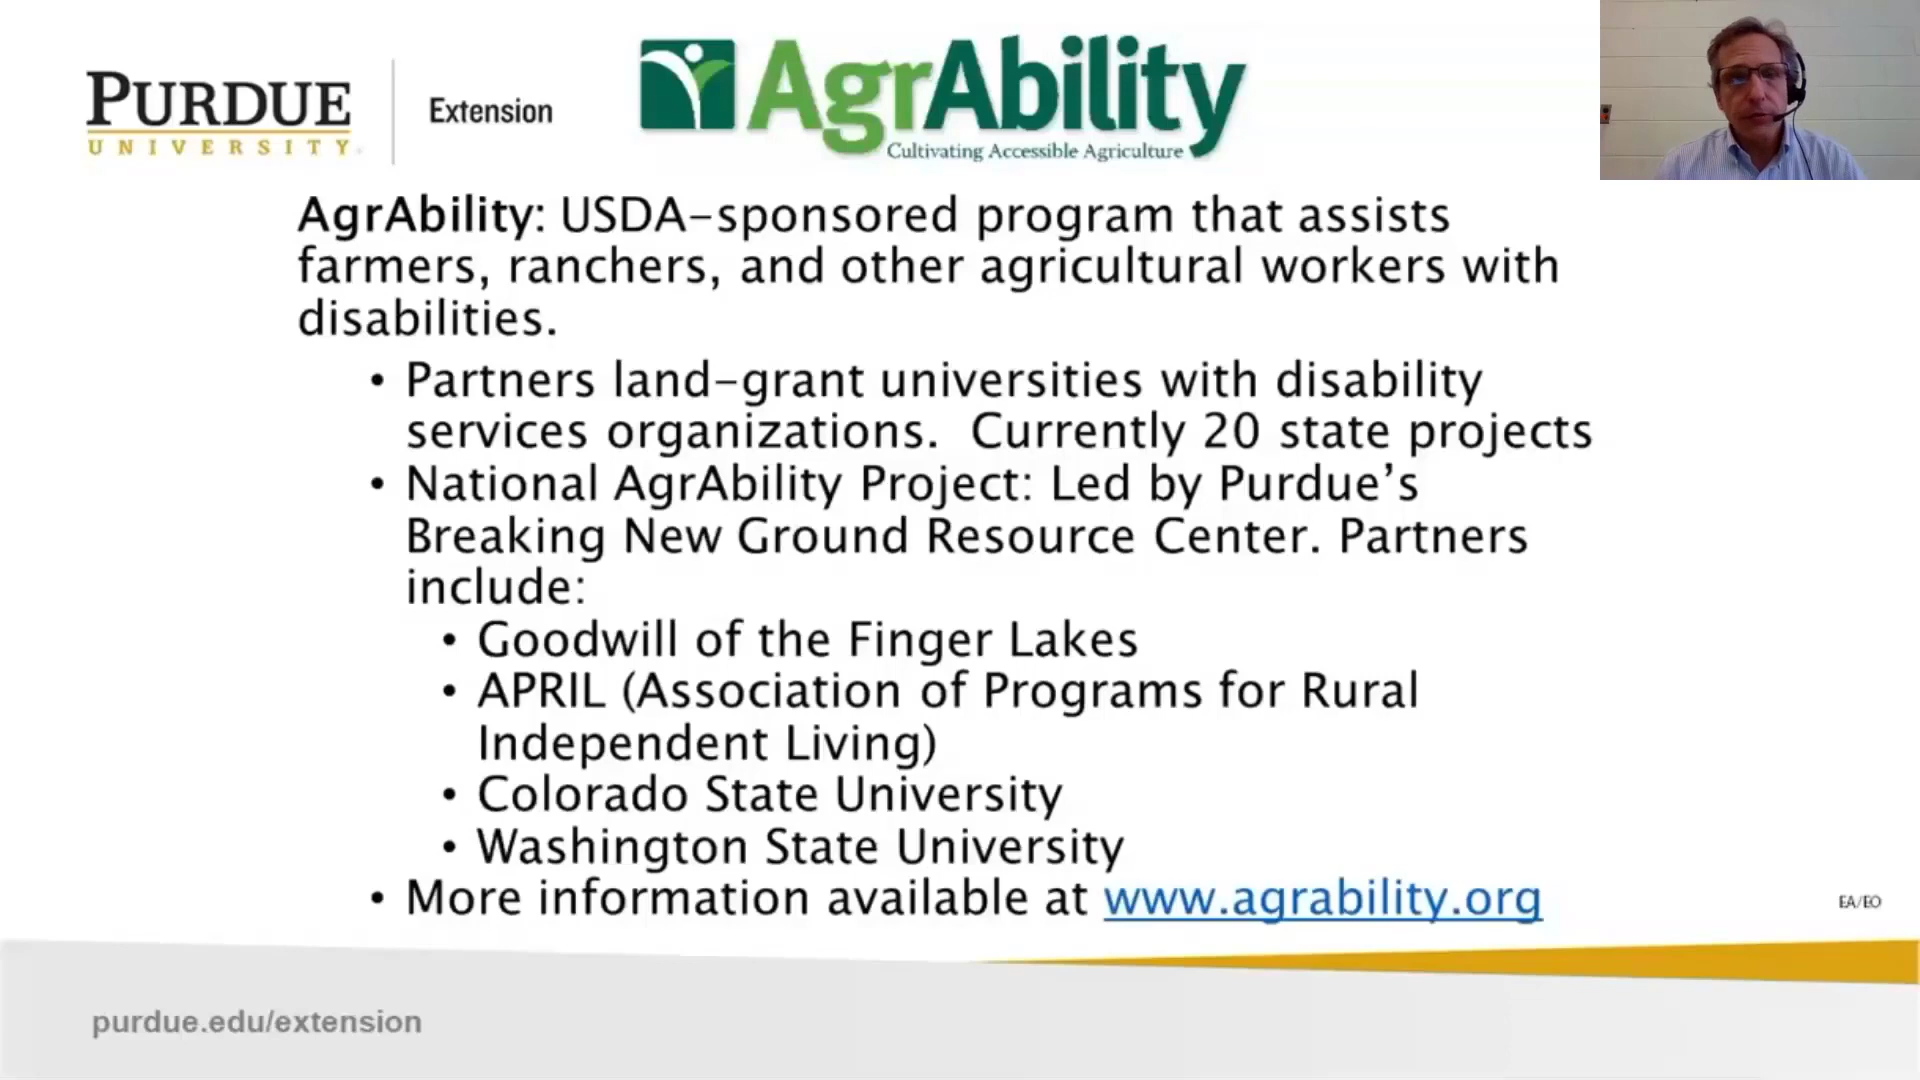 PURDUE
UNIVERSITY
Extension
AgrAbility
Cultivating Accessible Agriculture
AgrAbility: USDA-sponsored program that assists
farmers, ranchers, and other agricultural workers with
disabilities.
• Partners land-grant universities with disability
services organizations.  Currently 20 state projects
• National AgrAbility Project: Led by Purdue’s
Breaking New Ground Resource Center. Partners
include:
• Goodwill of the Finger Lakes
• APRIL (Association of Programs for Rural
Independent Living)
• Colorado State University
• Washington State University
• More information available at www.agrability.org
EA/EO
purdue.edu/extension